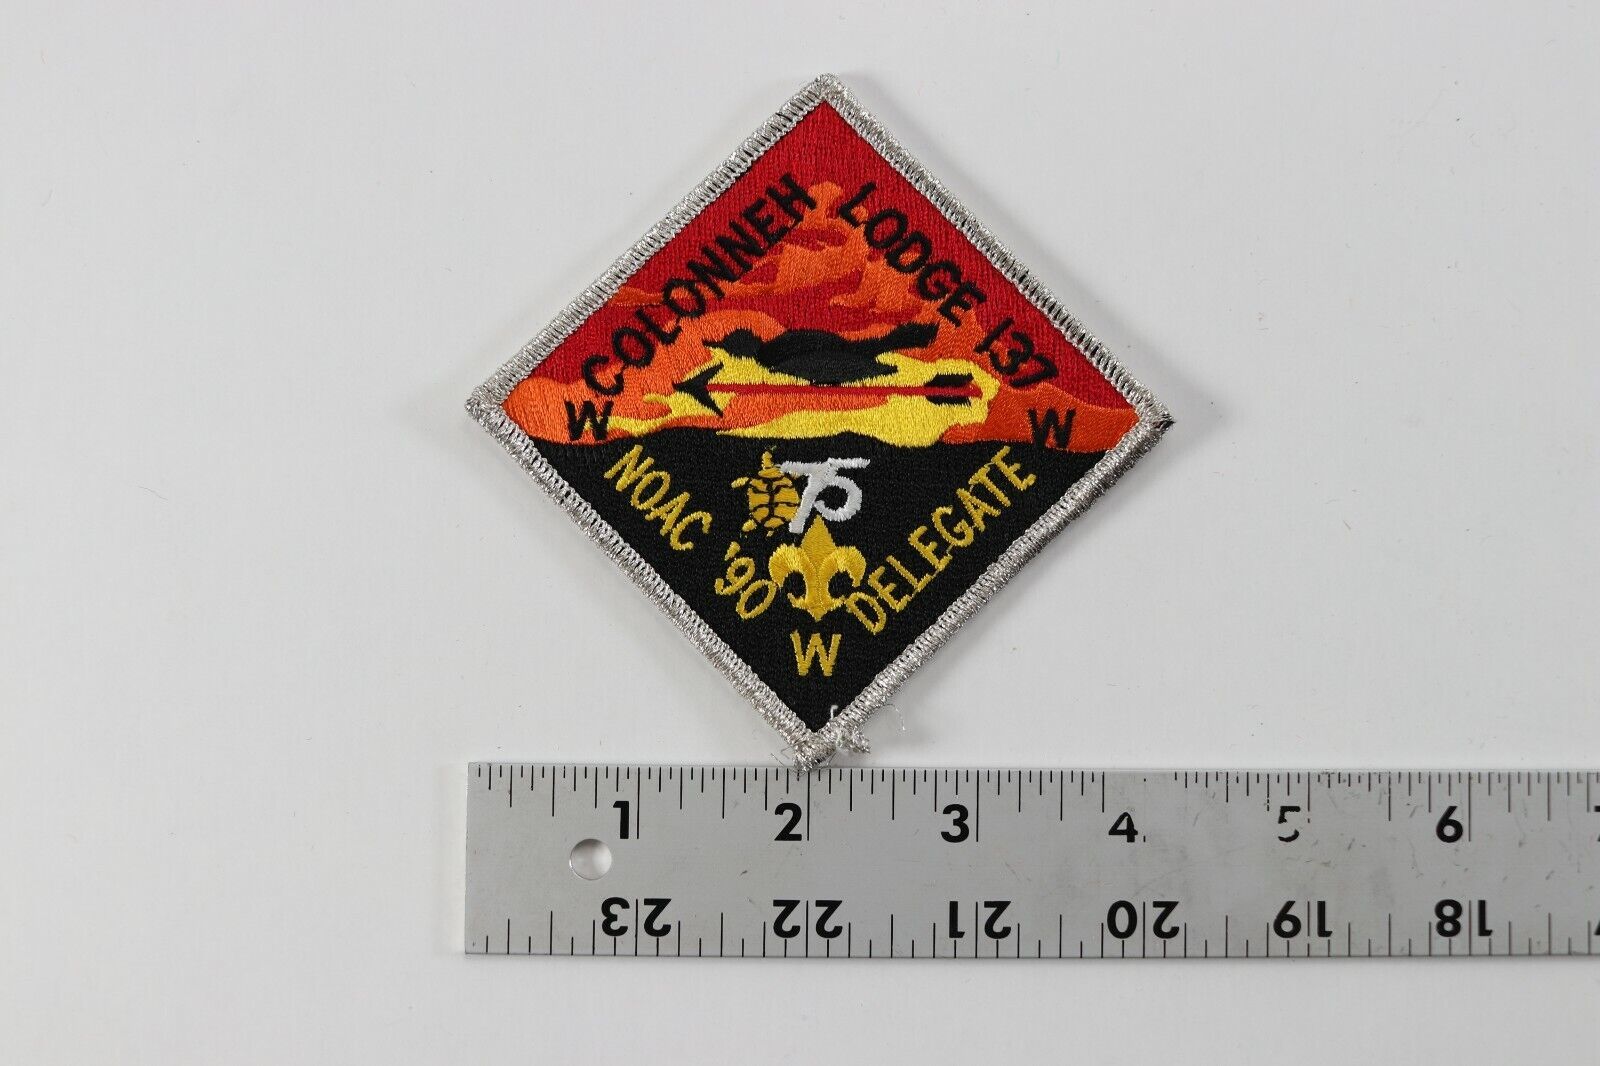 COLONNEH LODGE 137
W W
75
NOAC '90 DELEGATE
W
1 2 3 4 5 6 7
23 22 21 20 19 18